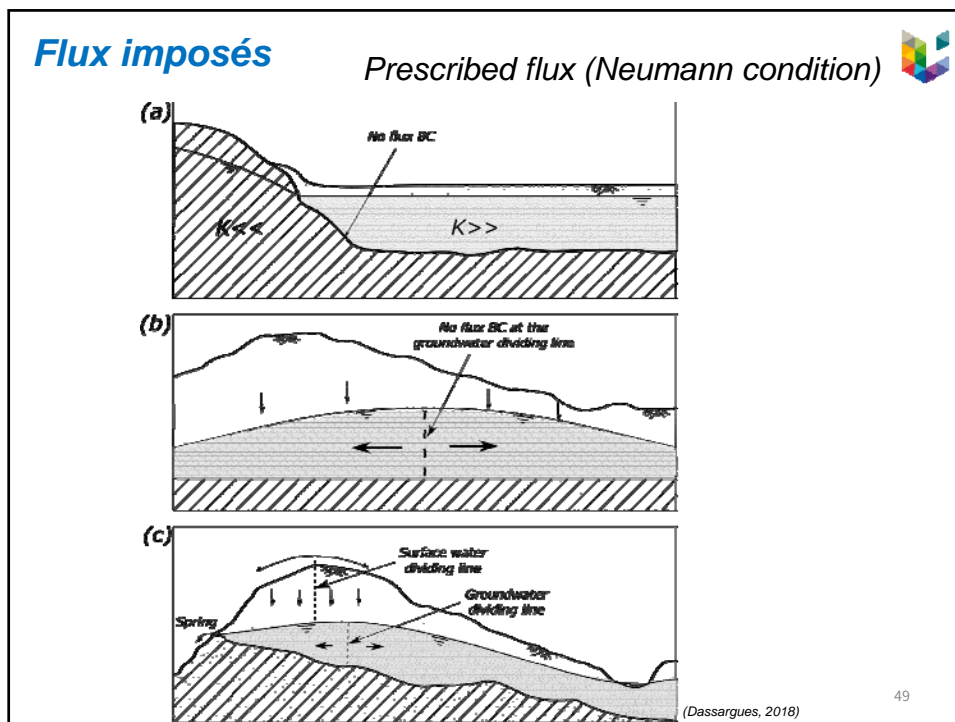 Flux imposés
Prescribed flux (Neumann condition)
(a)
No flux BC
K<<
K>>
(b)
No flux BC at the
groundwater dividing line
(c)
Surface water
dividing line
Groundwater
dividing line
Spring
(Dassargues, 2018)
49